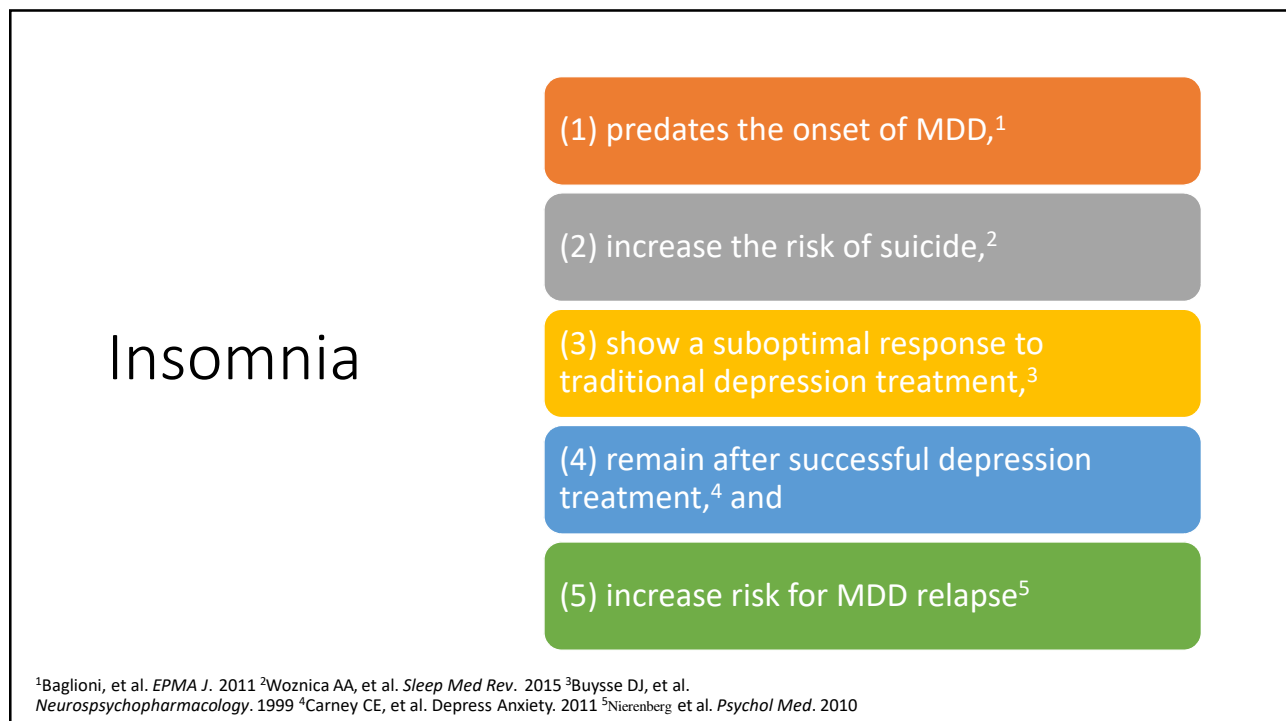 Insomnia
(1) predates the onset of MDD,1
(2) increase the risk of suicide,2
(3) show a suboptimal response to
traditional depression treatment,3
(4) remain after successful depression
treatment,4 and
(5) increase risk for MDD relapse5
1Baglioni, et al. EPMA J. 2011 2Woznica AA, et al. Sleep Med Rev. 2015 3Buysse DJ, et al.
Neurospsychopharmacology. 1999 4Carney CE, et al. Depress Anxiety. 2011 5Nierenberg et al. Psychol Med. 2010